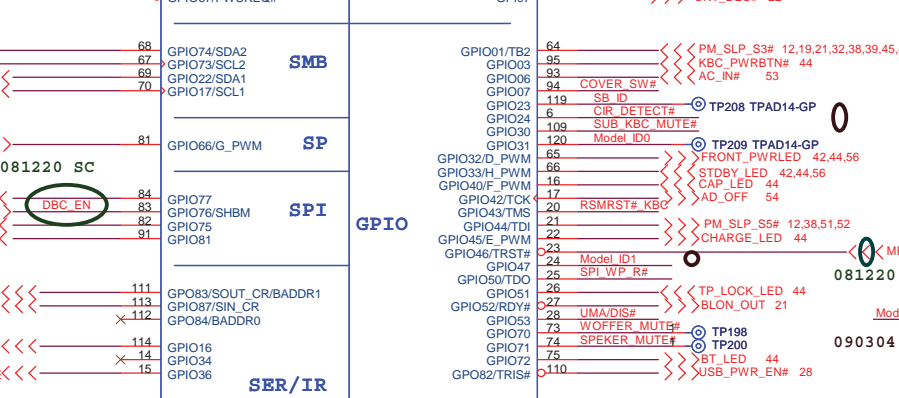 68 GPIO74/SDA2
67 GPIO73/SCL2
69 GPIO22/SDA1
70 GPIO17/SCL1
SMB
81 GPIO66/G_PWM
SP
081220 SC
84 GPIO77
DBC_EN 83 GPIO76/SHBM
82 GPIO75
91 GPIO81
SPI
GPIO
111 GPO83/SOUT_CR/BADDR1
113 GPIO87/SIN_CR
112 GPO84/BADDR0
114 GPIO16
14 GPIO34
15 GPIO36
SER/IR
GPIO01/TB2 64 PM_SLP_S3# 12,19,21,32,38,39,45,
GPIO03 95 KBC_PWRBTN# 44
GPIO06 93 AC_IN# 53
GPIO07 94 COVER_SW#
GPIO23 119 SB_ID TP208 TPAD14-GP
GPIO24 6 CIR_DETECT#
GPIO30 109 SUB_KBC_MUTE#
GPIO31 120 Model_ID0 TP209 TPAD14-GP
GPIO32/D_PWM 65 FRONT_PWRLED 42,44,56
GPIO33/H_PWM 66 STDBY_LED 42,44,56
GPIO40/F_PWM 16 CAP_LED 44
GPIO42/TCK 17 AD_OFF 54
GPIO43/TMS 20 RSMRST#_KBC
GPIO44/TDI 21 PM_SLP_S5# 12,38,51,52
GPIO45/E_PWM 22 CHARGE_LED 44
GPIO46/TRST# 23
GPIO47 24 Model_ID1
GPIO50/TDO 25 SPI_WP_R#
GPIO51 26 TP_LOCK_LED 44
GPIO52/RDY# 27 BLON_OUT 21
GPIO53 28 UMA/DIS#
GPIO70 73 WOFFER_MUTE# TP198
GPIO71 74 SPEKER_MUTE# TP200
GPIO72 75 BT_LED 44
GPO82/TRIS# 110 USB_PWR_EN# 28
081220
Mod
090304